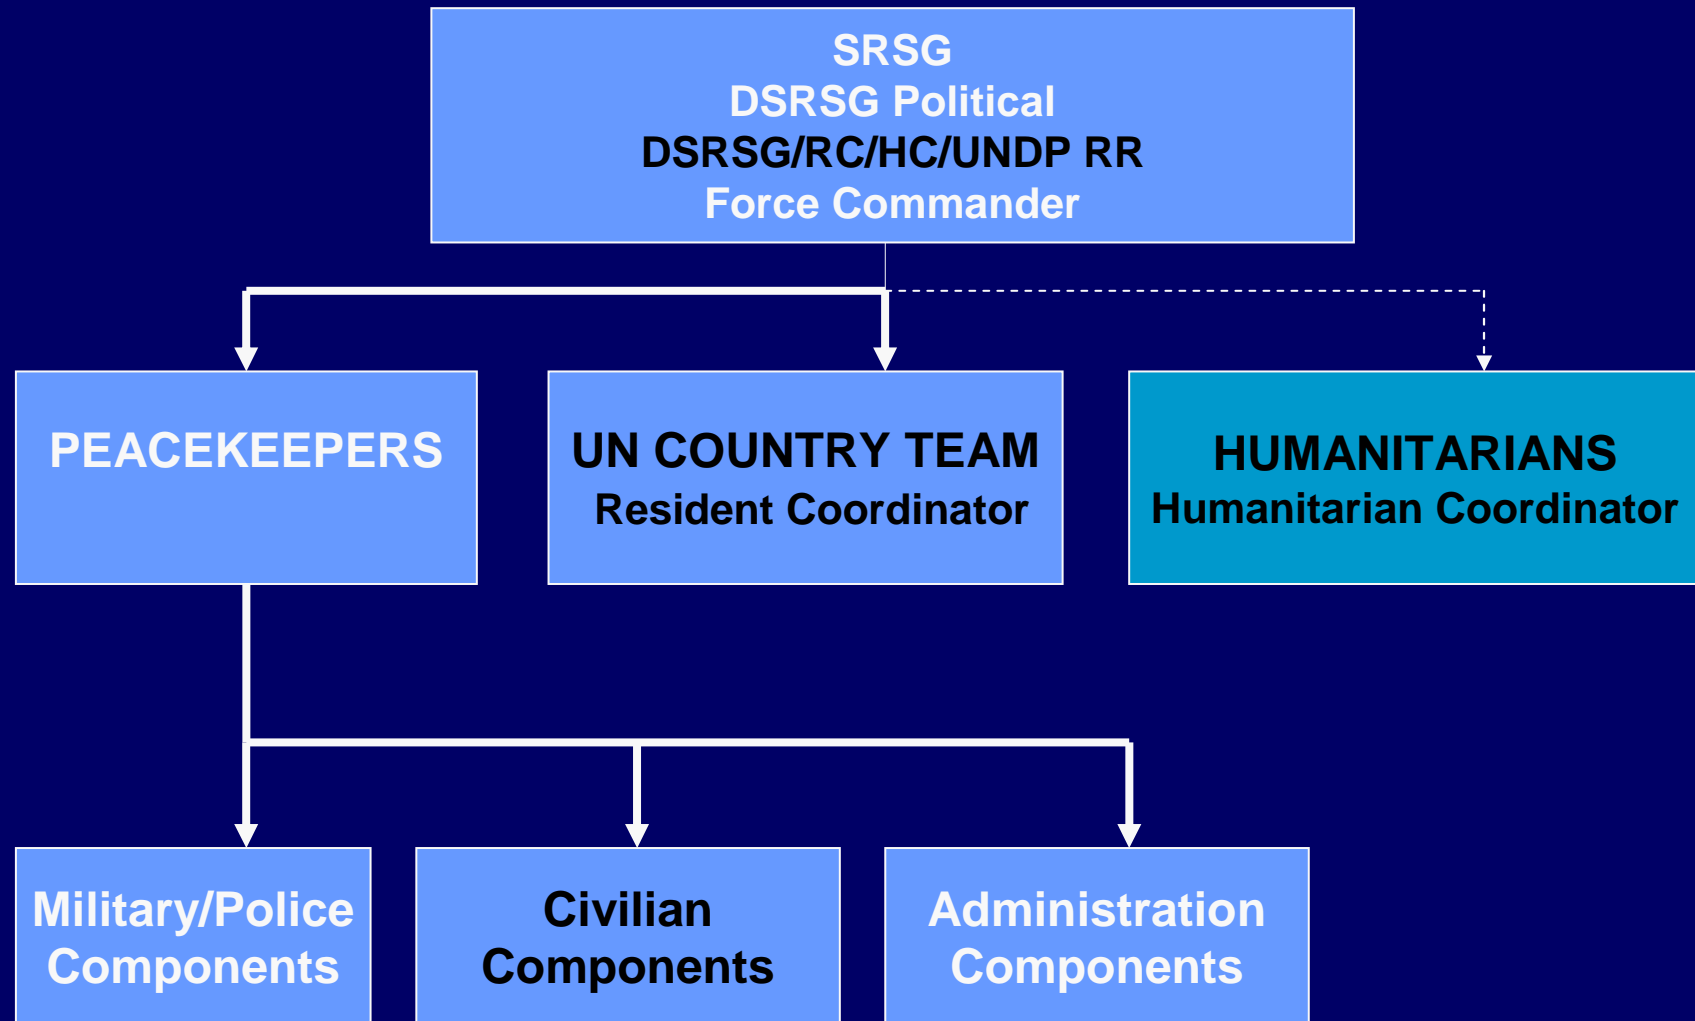 SRSG
DSRSG Political
DSRSG/RC/HC/UNDP RR
Force Commander
PEACEKEEPERS
UN COUNTRY TEAM
Resident Coordinator
HUMANITARIANS
Humanitarian Coordinator
Military/Police
Components
Civilian
Components
Administration
Components